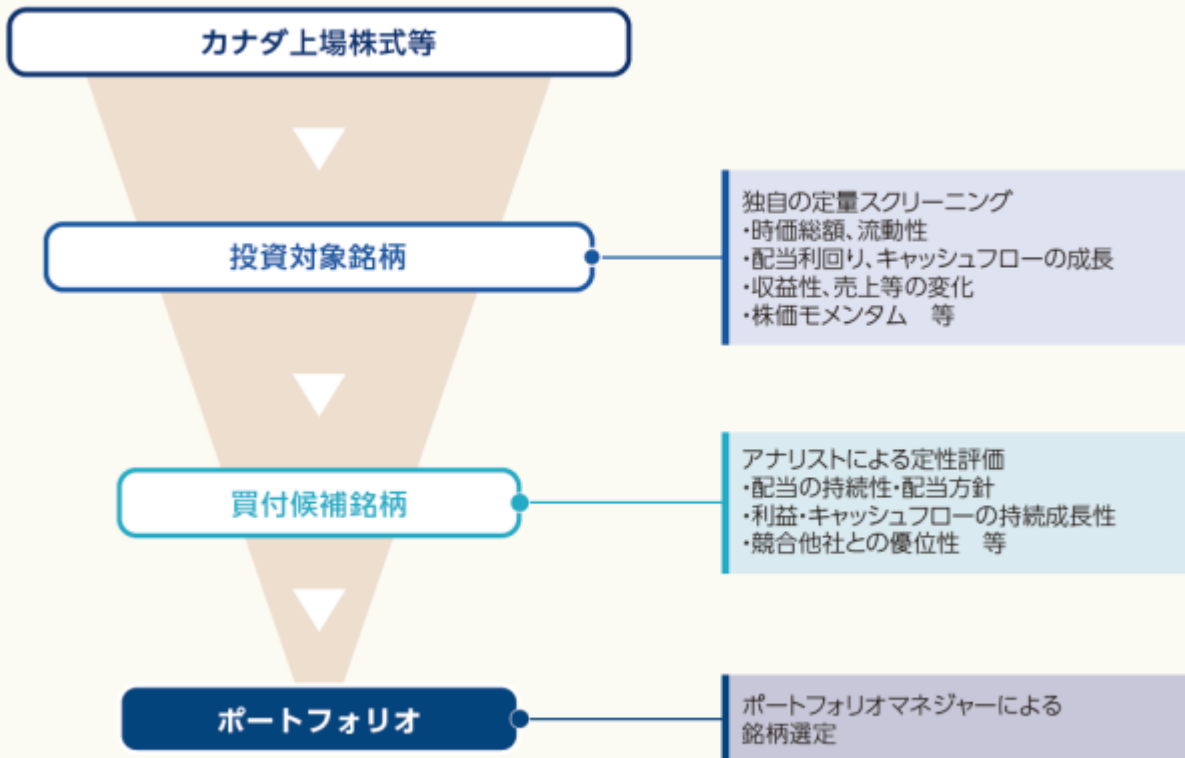 カナダ上場株式等
投資対象銘柄
独自の定量スクリーニング
・時価総額、流動性
・配当利回り、キャッシュフローの成長
・収益性、売上等の変化
・株価モメンタム　等
買付候補銘柄
アナリストによる定性評価
・配当の持続性・配当方針
・利益・キャッシュフローの持続成長性
・競合他社との優位性　等
ポートフォリオ
ポートフォリオマネジャーによる
銘柄選定